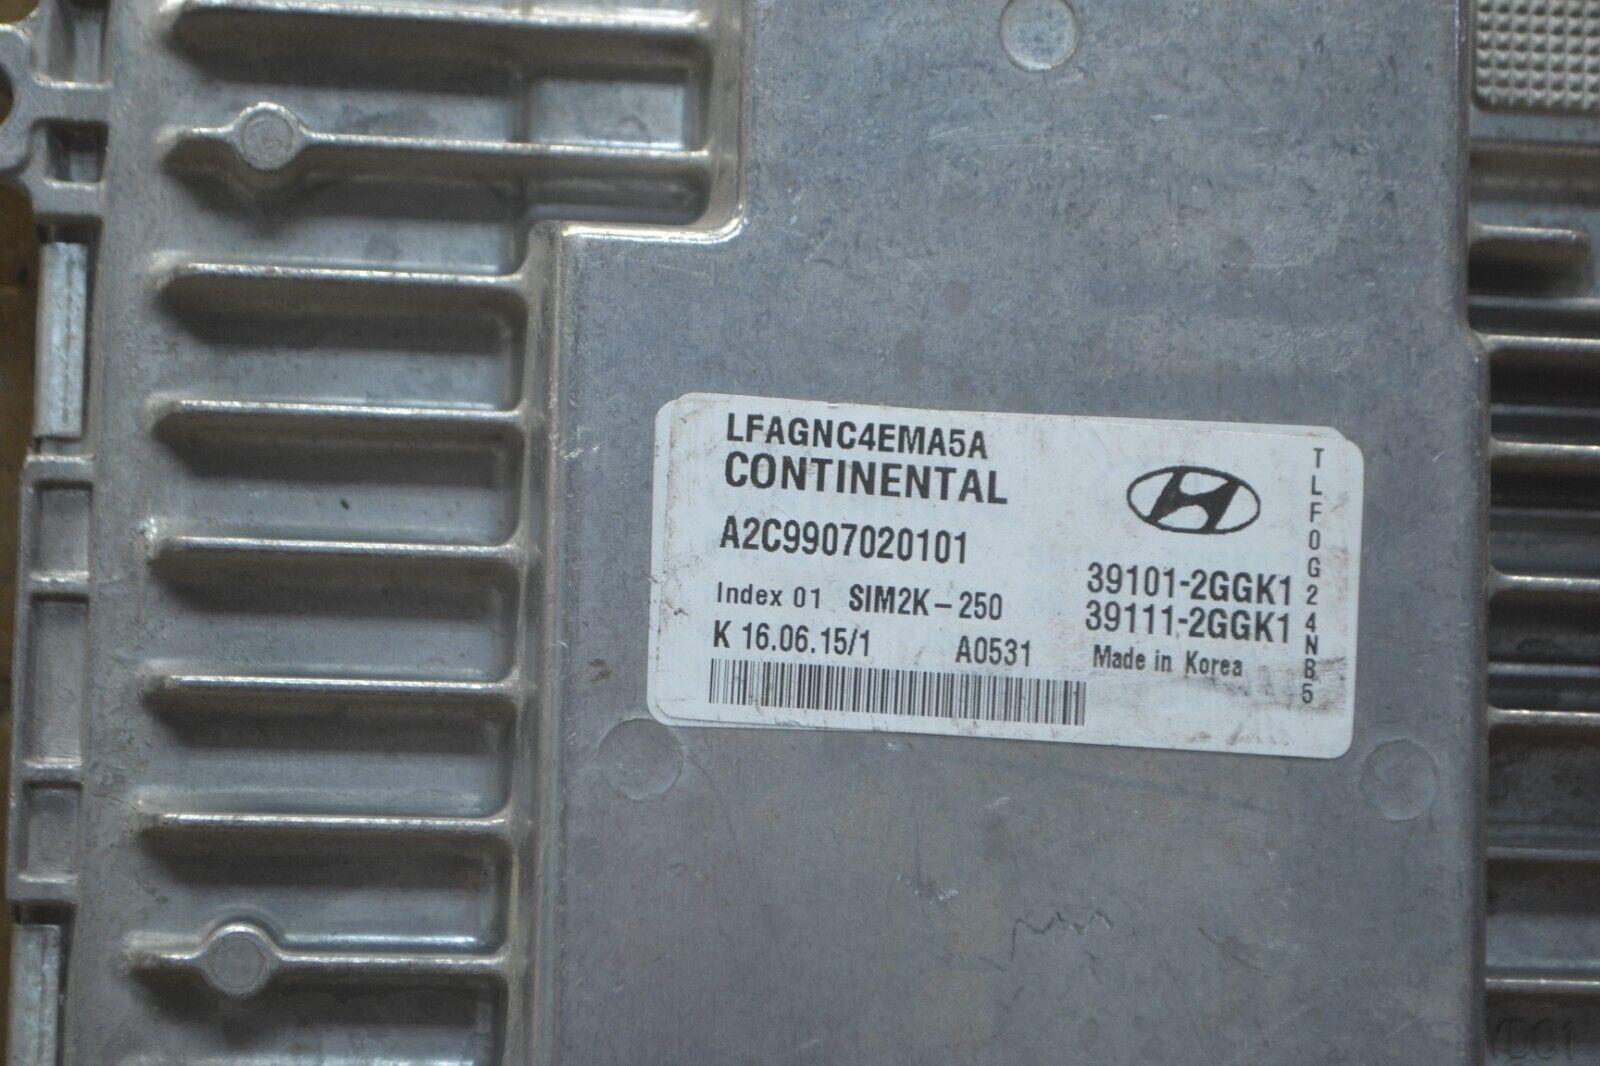 LFAGNC4EMA5A
CONTINENTAL
A2C9907020101
Index 01 SIM2K-250
K 16.06.15/1 A0531
39101-2GGK1
39111-2GGK1
Made in Korea
TLF0G24NB5